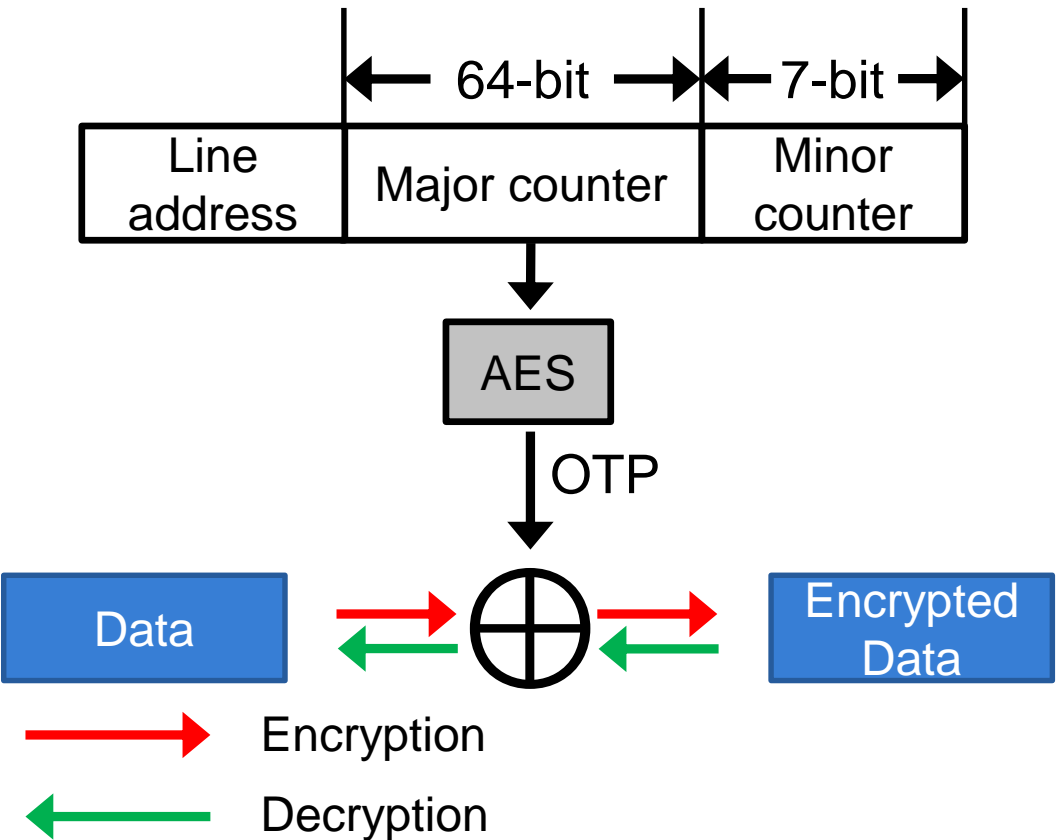 64-bit
7-bit
Line
address
Major counter
Minor
counter
AES
OTP
Data
Encrypted
Data
Encryption
Decryption